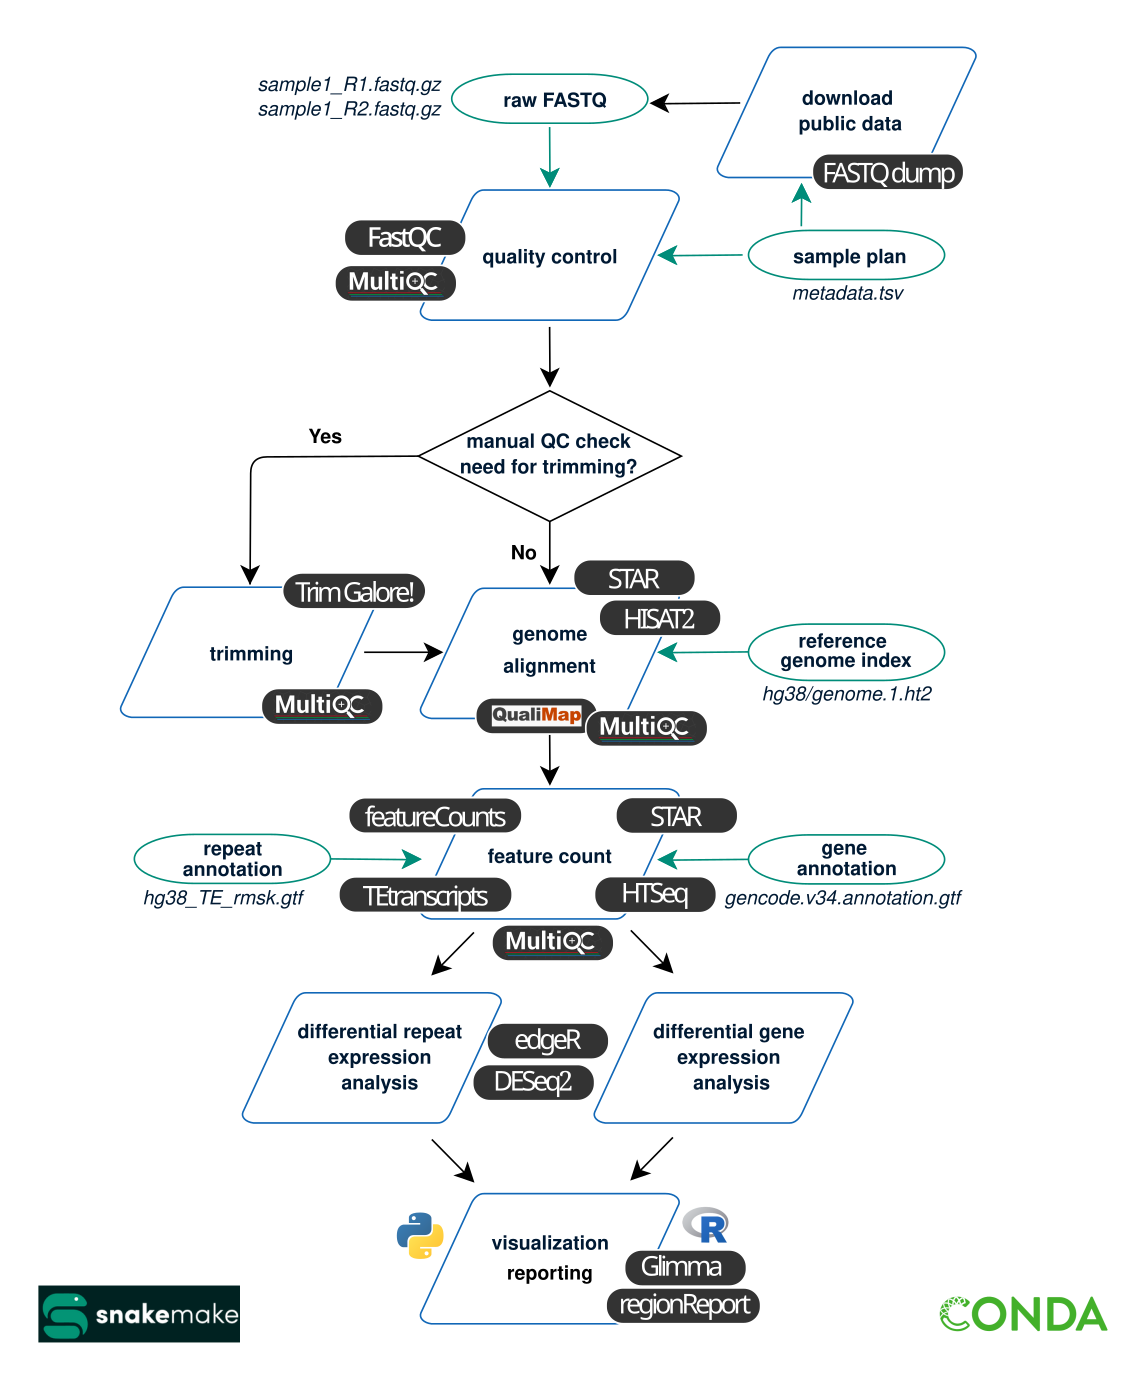 sample1_R1.fastq.gz
sample1_R2.fastq.gz
raw FASTQ
download
public data
FASTQ dump
FastQC
MultiQC
quality control
sample plan
metadata.tsv
manual QC check
need for trimming?
Yes
No
Trim Galore!
trimming
MultiQC
STAR
HISAT2
genome
alignment
QualiMap
MultiQC
reference
genome index
hg38/genome.1.ht2
featureCounts
STAR
feature count
TEtranscripts
HTSeq
MultiQC
repeat
annotation
hg38_TE_rmsk.gtf
gene
annotation
gencode.v34.annotation.gtf
differential repeat
expression
analysis
edgeR
DESeq2
differential gene
expression
analysis
visualization
reporting
R
Glimma
regionReport
snakemake
CONDA